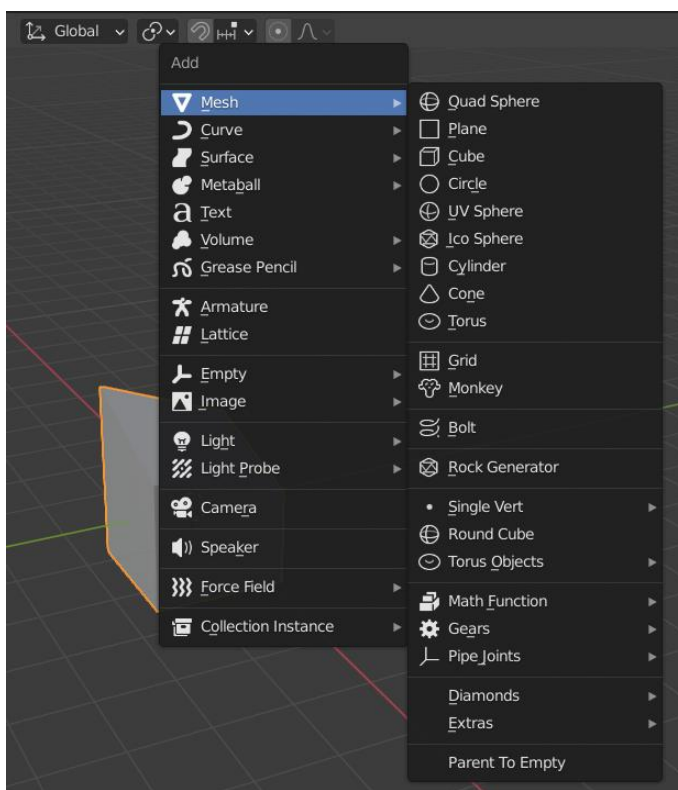 Global
Add
Mesh
Curve
Surface
Metaball
Text
Volume
Grease Pencil
Armature
Lattice
Empty
Image
Light
Light Probe
Camera
Speaker
Force Field
Collection Instance
Quad Sphere
Plane
Cube
Circle
UV Sphere
Ico Sphere
Cylinder
Cone
Torus
Grid
Monkey
Bolt
Rock Generator
Single Vert
Round Cube
Torus Objects
Math Function
Gears
Pipe Joints
Diamonds
Extras
Parent To Empty